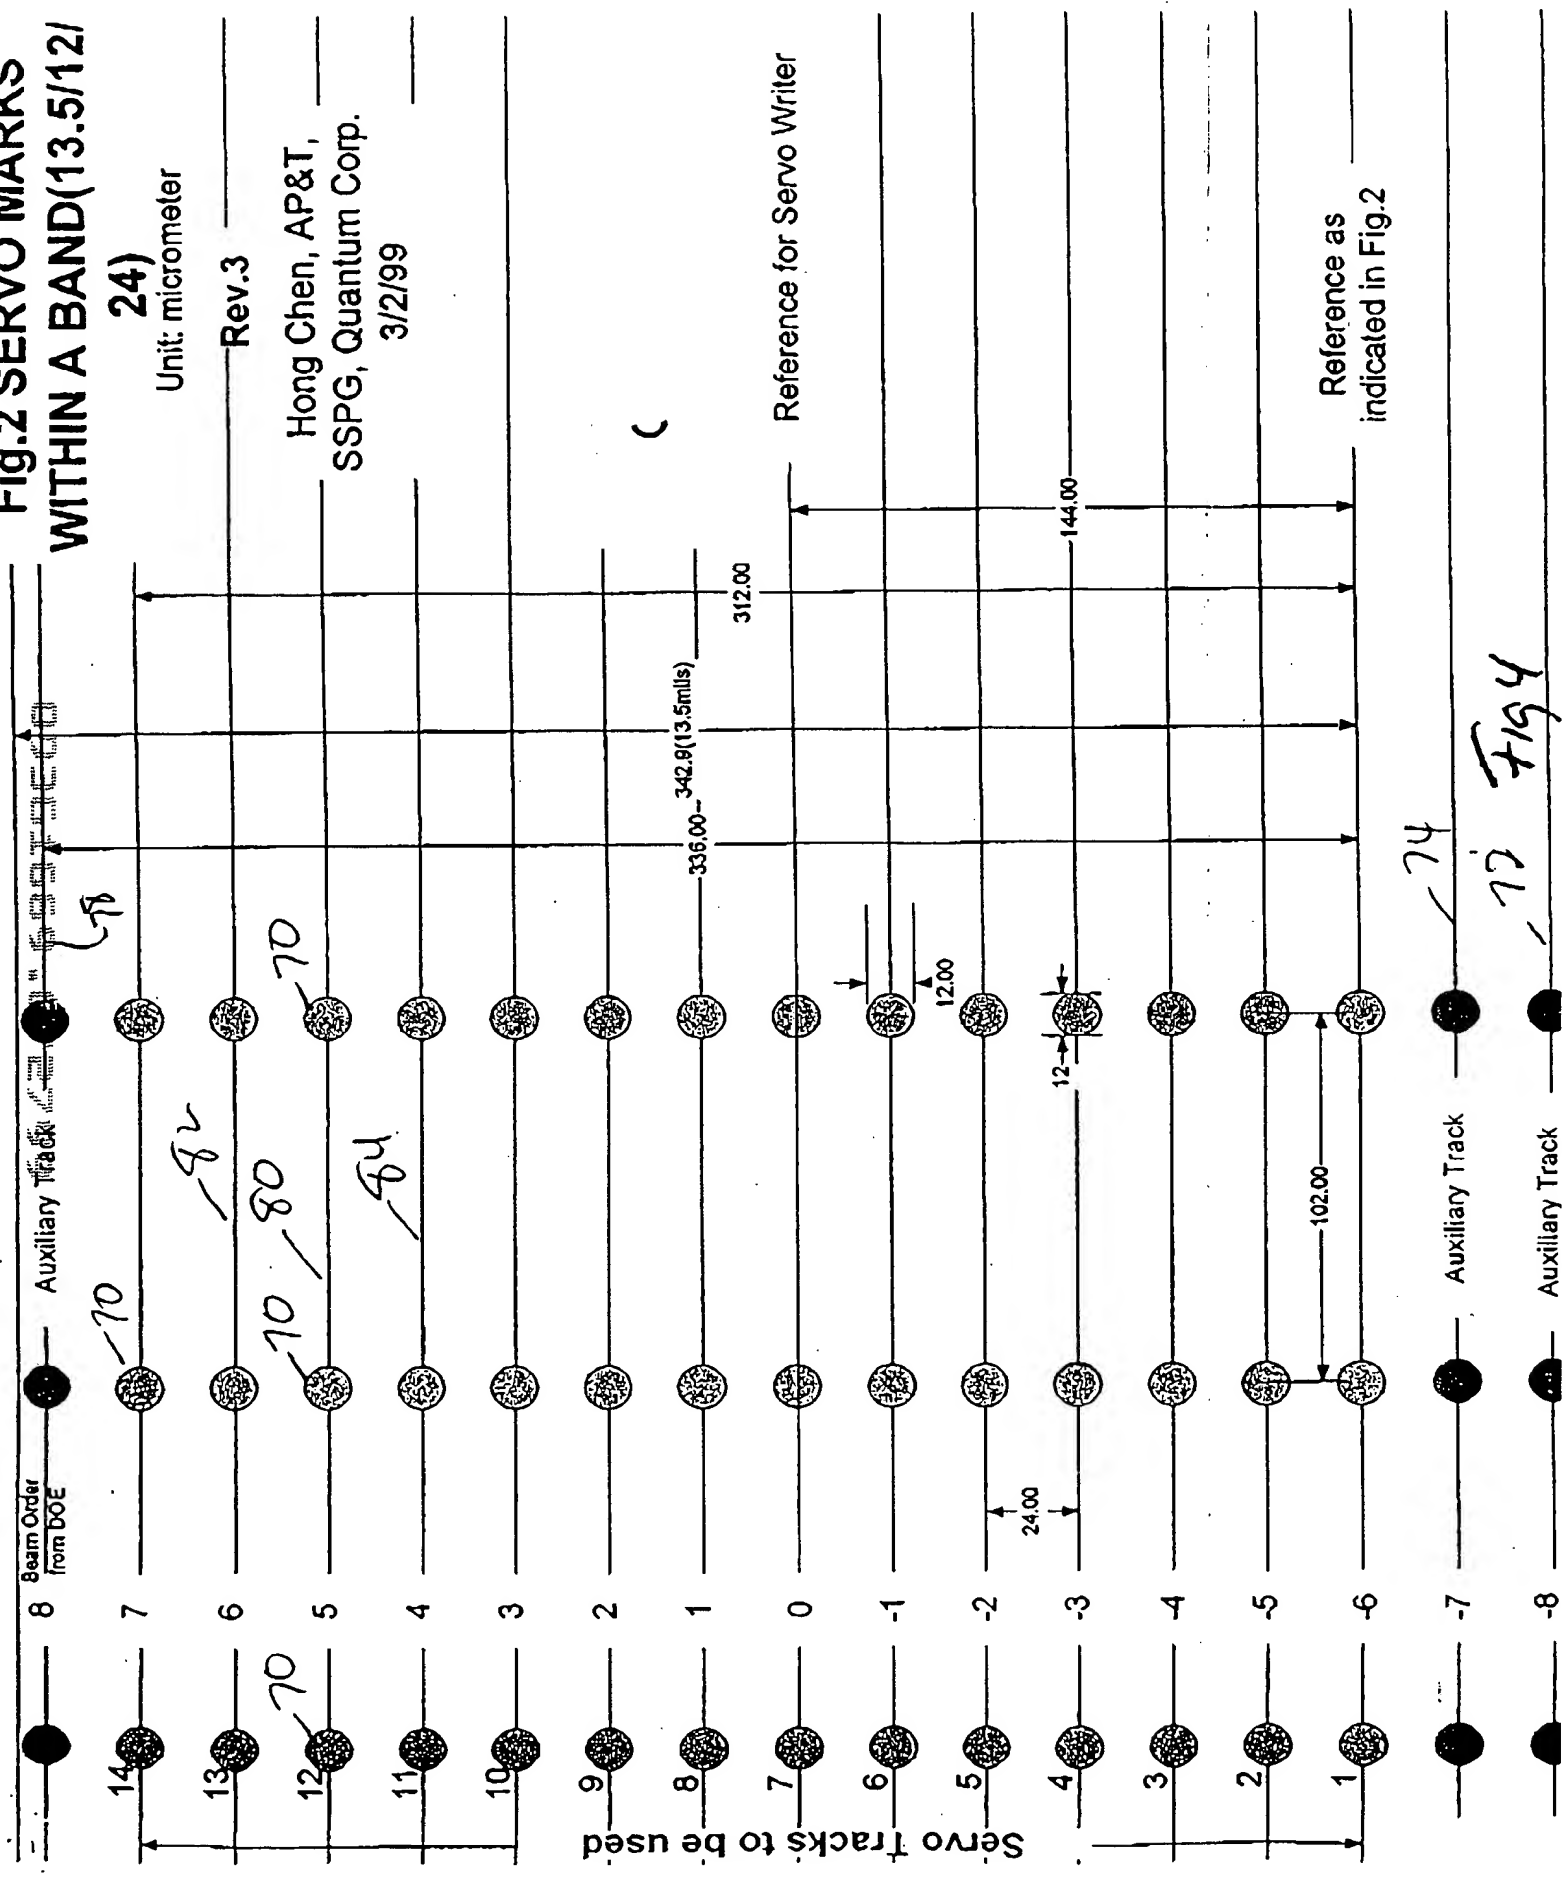 Fig.2 SERVO MARKS
WITHIN A BAND(13.5/12/
24)
Unit: micrometer
Rev.3
Hong Chen, AP&T,
SSPG, Quantum Corp.
3/2/99
Reference for Servo Writer
Reference as
indicated in Fig.2
312.00
144.00
342.9(13.5mils)
336.00
12.00
12
102.00
24.00
Beam Order
from DOE
8
Auxiliary Track
7
6
5
4
3
2
1
0
-1
-2
-3
-4
-5
-6
-7
Auxiliary Track
-8
Auxiliary Track
14
13
12
11
10
9
8
7
6
5
4
3
2
1
Servo Tracks to be used
78
70
70
70
70
82
80
84
74
72
Fig 4